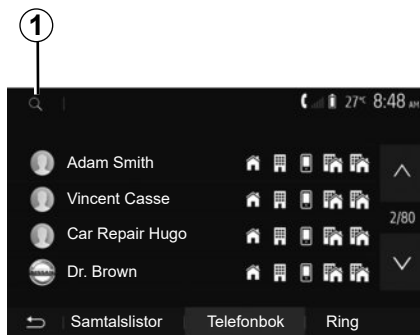 1
27°C 8:48 AM
Adam Smith
Vincent Casse
2/80
Car Repair Hugo
NISSAN Dr. Brown
Samtalslistor Telefonbok Ring